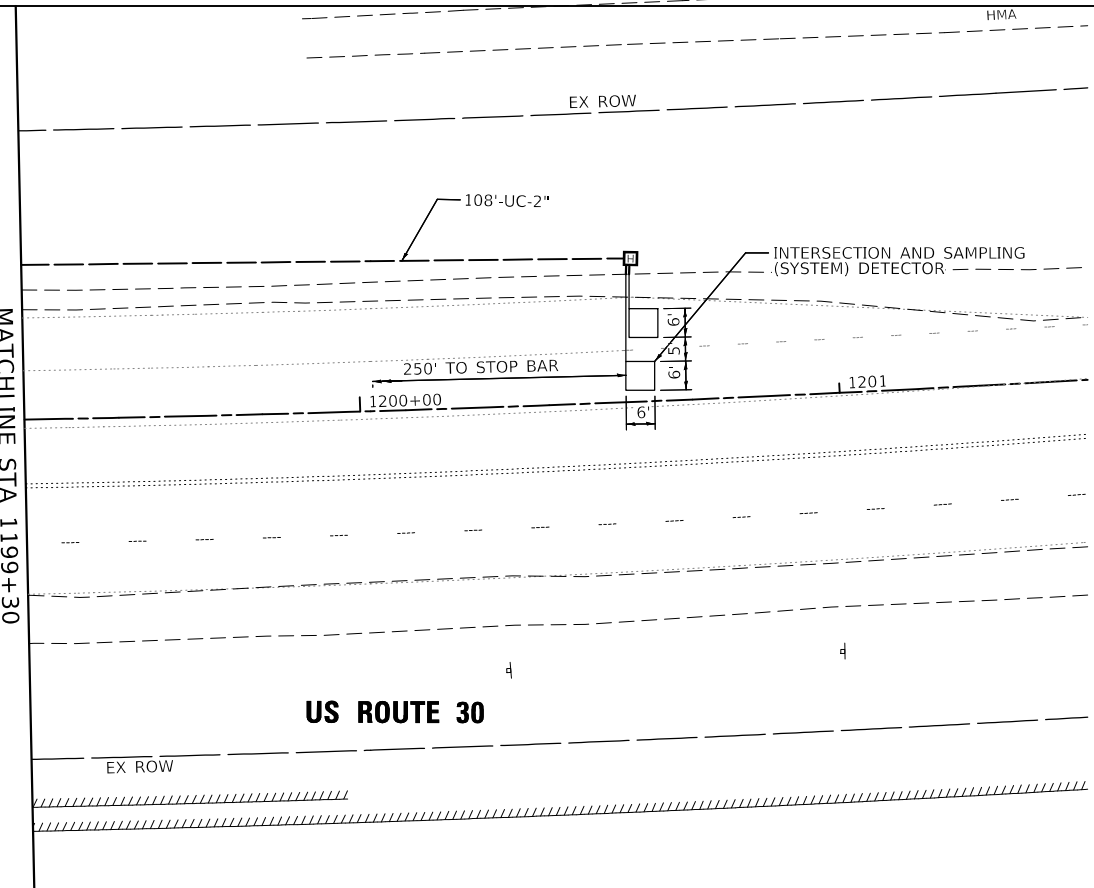 HMA
EX ROW
108'-UC-2"
H
INTERSECTION AND SAMPLING
(SYSTEM) DETECTOR
6'
5'
6'
250' TO STOP BAR
1200+00
1201
6'
MATCHLINE STA 1199+30
US ROUTE 30
EX ROW